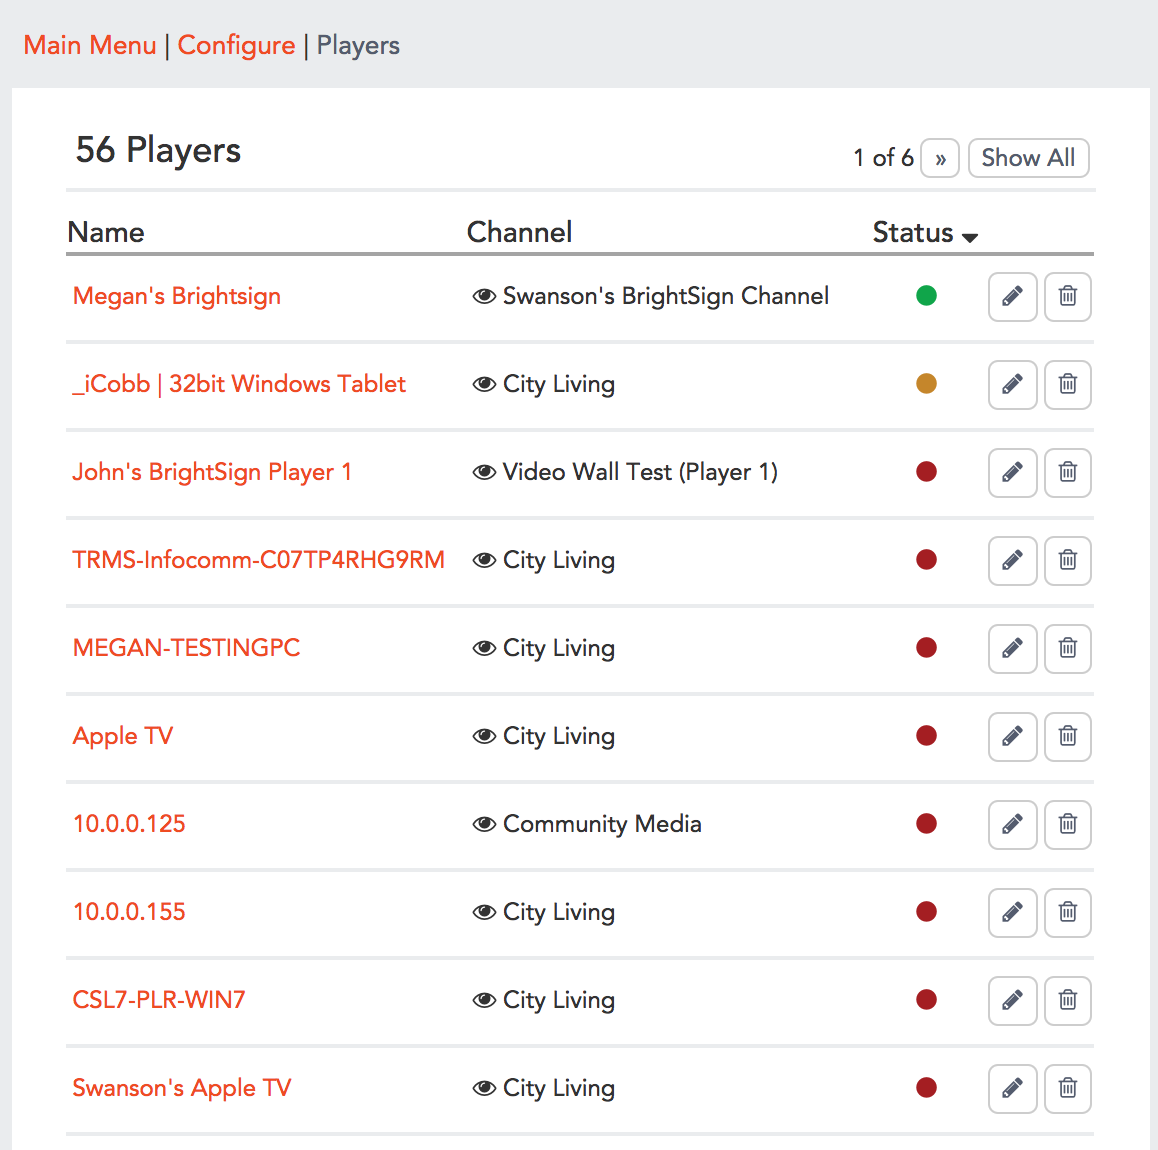 Main Menu | Configure | Players
56 Players
1 of 6 » Show All
Name Channel Status
Megan's Brightsign Swanson's BrightSign Channel
_iCobb | 32bit Windows Tablet City Living
John's BrightSign Player 1 Video Wall Test (Player 1)
TRMS-Infocomm-C07TP4RHG9RM City Living
MEGAN-TESTINGPC City Living
Apple TV City Living
10.0.0.125 Community Media
10.0.0.155 City Living
CSL7-PLR-WIN7 City Living
Swanson's Apple TV City Living